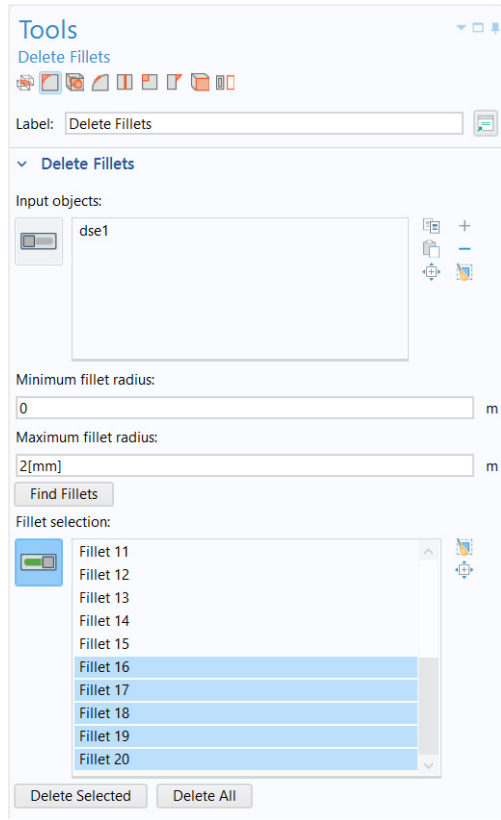 Tools
Delete Fillets
Label: Delete Fillets
Delete Fillets
Input objects:
dse1
Minimum fillet radius:
0 m
Maximum fillet radius:
2[mm] m
Find Fillets
Fillet selection:
Fillet 11
Fillet 12
Fillet 13
Fillet 14
Fillet 15
Fillet 16
Fillet 17
Fillet 18
Fillet 19
Fillet 20
Delete Selected Delete All